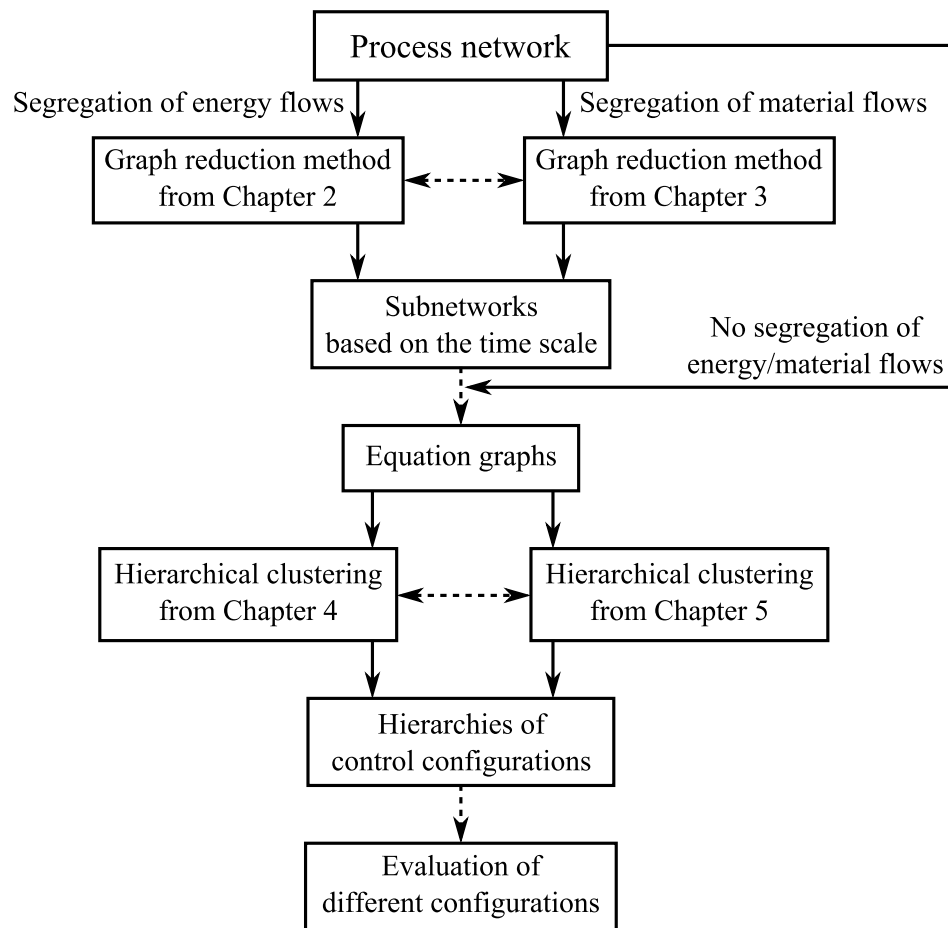 Process network
Segregation of energy flows
Segregation of material flows
Graph reduction method
from Chapter 2
Graph reduction method
from Chapter 3
Subnetworks
based on the time scale
No segregation of
energy/material flows
Equation graphs
Hierarchical clustering
from Chapter 4
Hierarchical clustering
from Chapter 5
Hierarchies of
control configurations
Evaluation of
different configurations